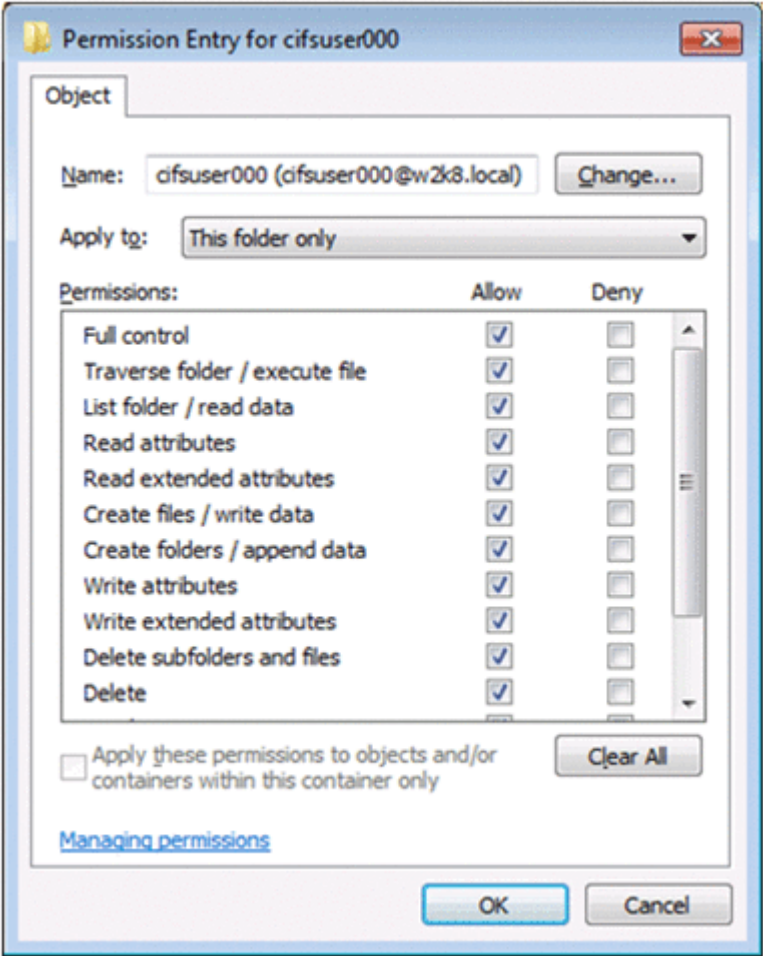 Permission Entry for cifsuser000
Object
Name: cifsuser000 (cifsuser000@w2k8.local) Change...
Apply to: This folder only
Permissions: Allow Deny
Full control
Traverse folder / execute file
List folder / read data
Read attributes
Read extended attributes
Create files / write data
Create folders / append data
Write attributes
Write extended attributes
Delete subfolders and files
Delete
Apply these permissions to objects and/or
containers within this container only
Clear All
Managing permissions
OK Cancel